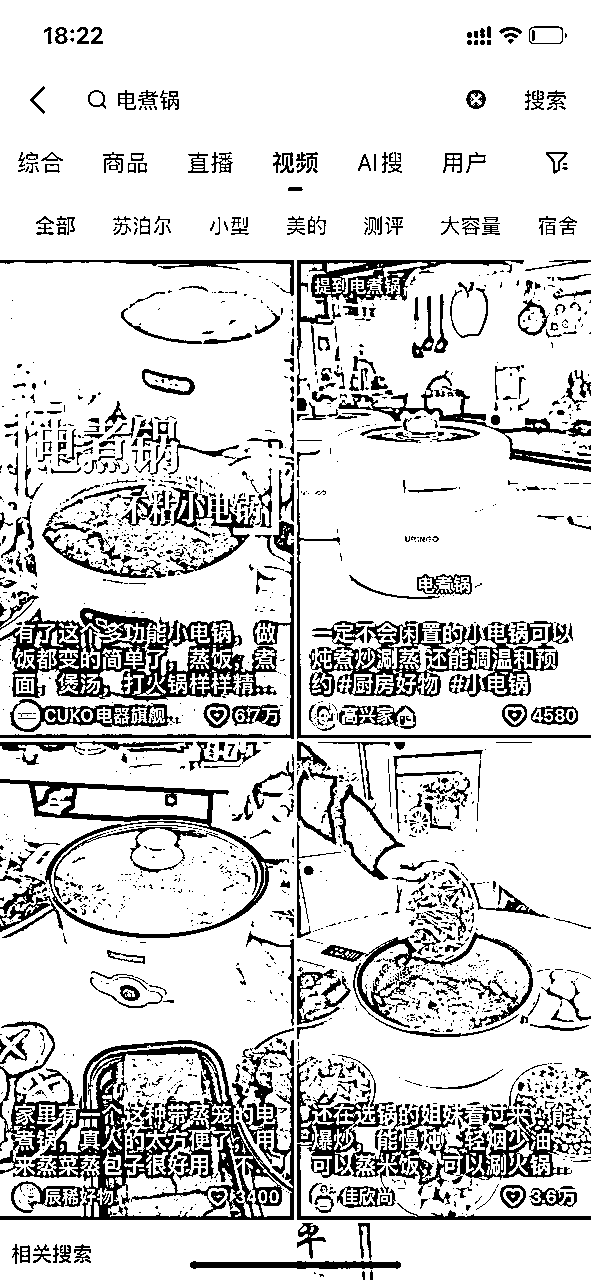 18:22
电煮锅
搜索
综合 商品 直播 视频 AI搜 用户
全部 苏泊尔 小型 美的 测评 大容量 宿舍
电煮锅
不粘小电锅
有了这个多功能小电锅，做
饭都变的简单了，蒸饭，煮
面，煲汤，打火锅样样精...
CUKO电器旗舰...
6.7万
提到电煮锅
电煮锅
一定不会闲置的小电锅可以
炖煮炒涮蒸 还能调温和预
约 #厨房好物 #小电锅
高兴家
4580
家里有一个这种带蒸笼的电
煮锅，真人的太方便了，用
来蒸菜蒸包子很好用，不...
辰稀好物
3400
还在选锅的姐妹看过来，能
爆炒，能慢炖，轻烟少油，
可以蒸米饭，可以涮火锅...
佳欣尚
3.6万
相关搜索